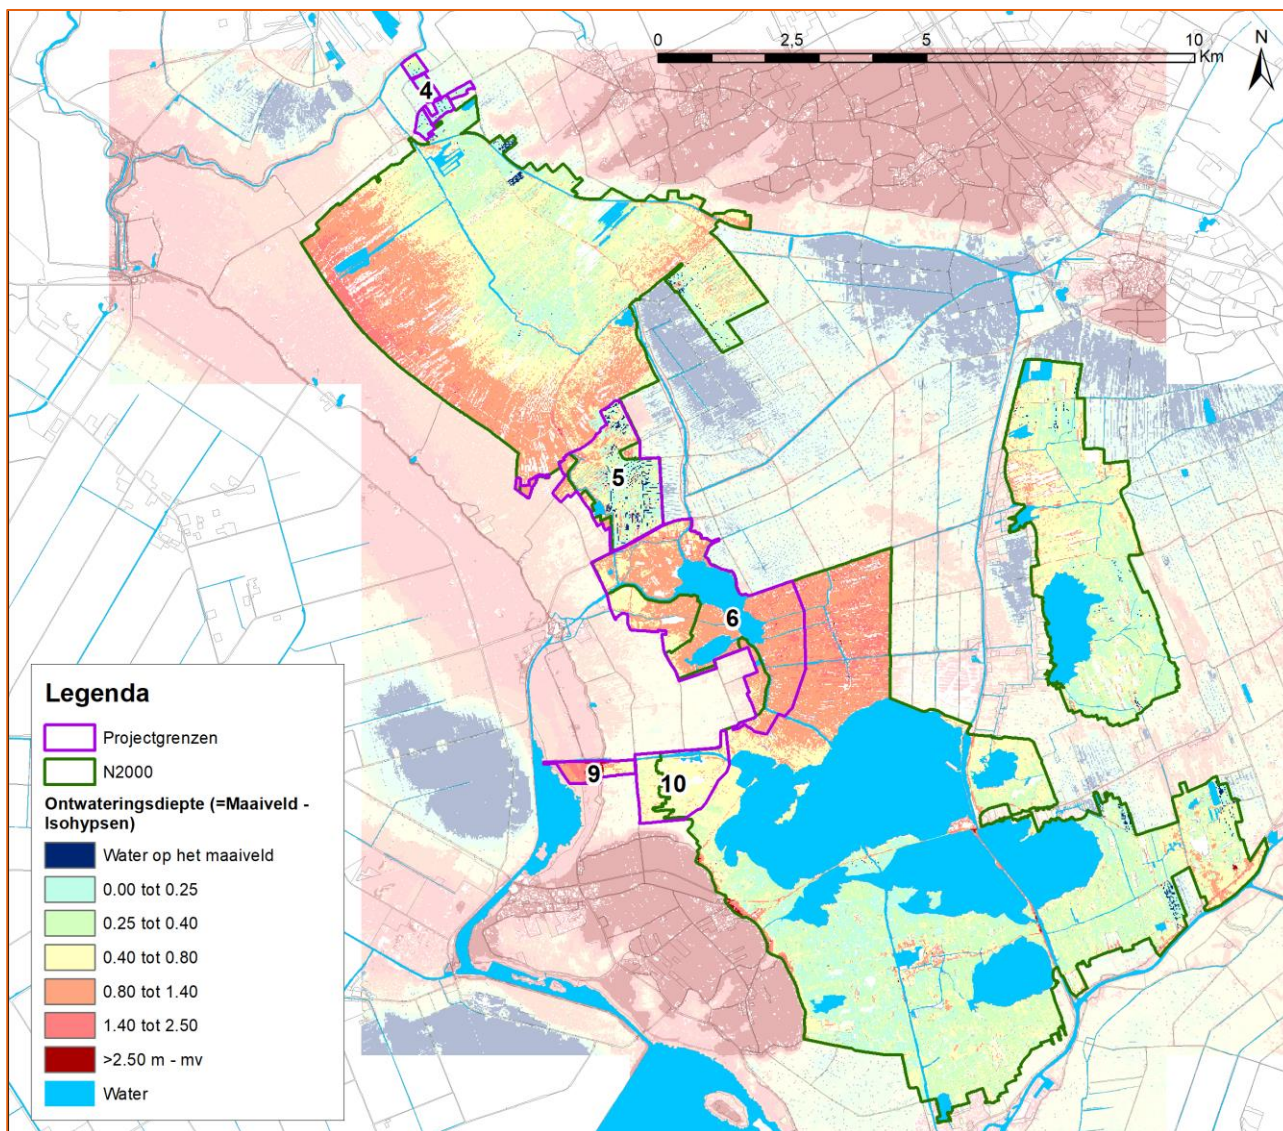 0 2,5 5 10
Km
N
4
5
6
9
10
Legenda
Projectgrenzen
N2000
Ontwateringsdiepte (=Maaiveld -
Isohypsen)
Water op het maaiveld
0.00 tot 0.25
0.25 tot 0.40
0.40 tot 0.80
0.80 tot 1.40
1.40 tot 2.50
>2.50 m - mv
Water